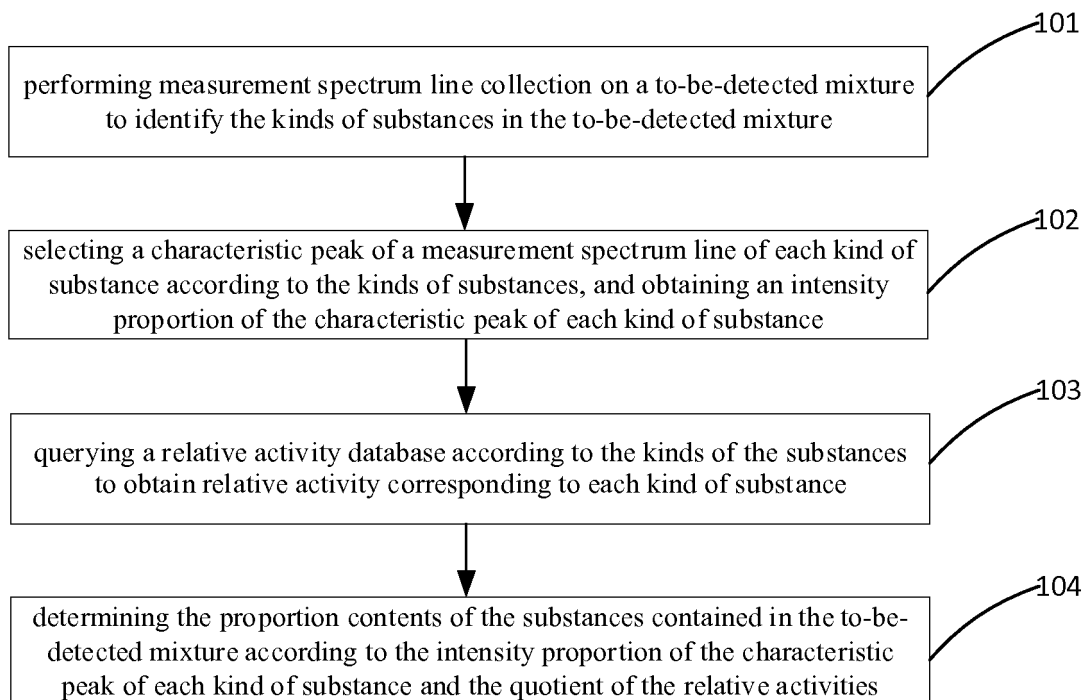 101
performing measurement spectrum line collection on a to-be-detected mixture
to identify the kinds of substances in the to-be-detected mixture
102
selecting a characteristic peak of a measurement spectrum line of each kind of
substance according to the kinds of substances, and obtaining an intensity
proportion of the characteristic peak of each kind of substance
103
querying a relative activity database according to the kinds of the substances
to obtain relative activity corresponding to each kind of substance
104
determining the proportion contents of the substances contained in the to-be-
detected mixture according to the intensity proportion of the characteristic
peak of each kind of substance and the quotient of the relative activities